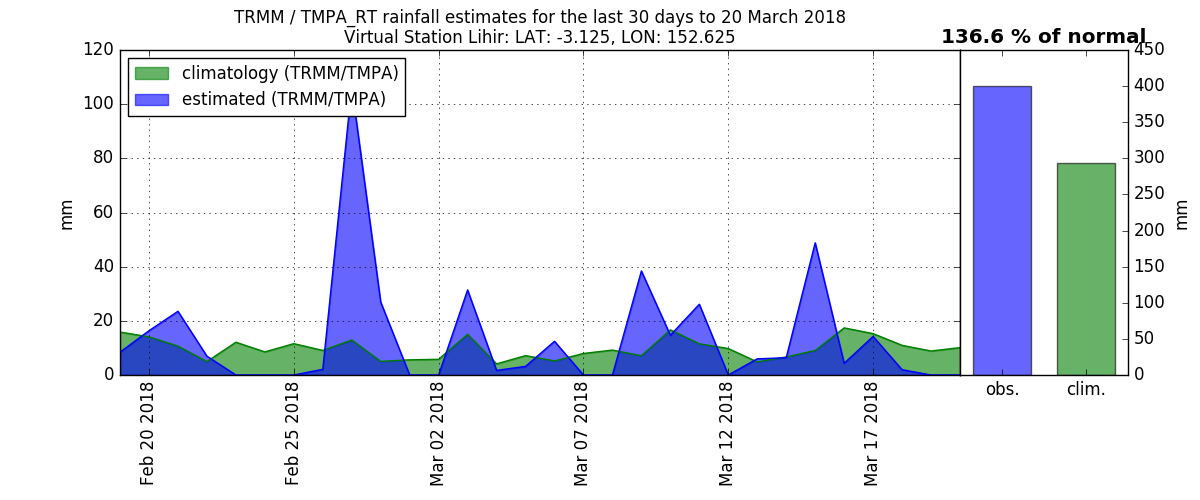 TRMM / TMPA_RT rainfall estimates for the last 30 days to 20 March 2018
Virtual Station Lihir: LAT: -3.125, LON: 152.625
136.6 % of normal
climatology (TRMM/TMPA)
estimated (TRMM/TMPA)
120
100
80
60
40
20
0
mm
Feb 20 2018
Feb 25 2018
Mar 02 2018
Mar 07 2018
Mar 12 2018
Mar 17 2018
450
400
350
300
250
200
150
100
50
0
mm
obs.
clim.